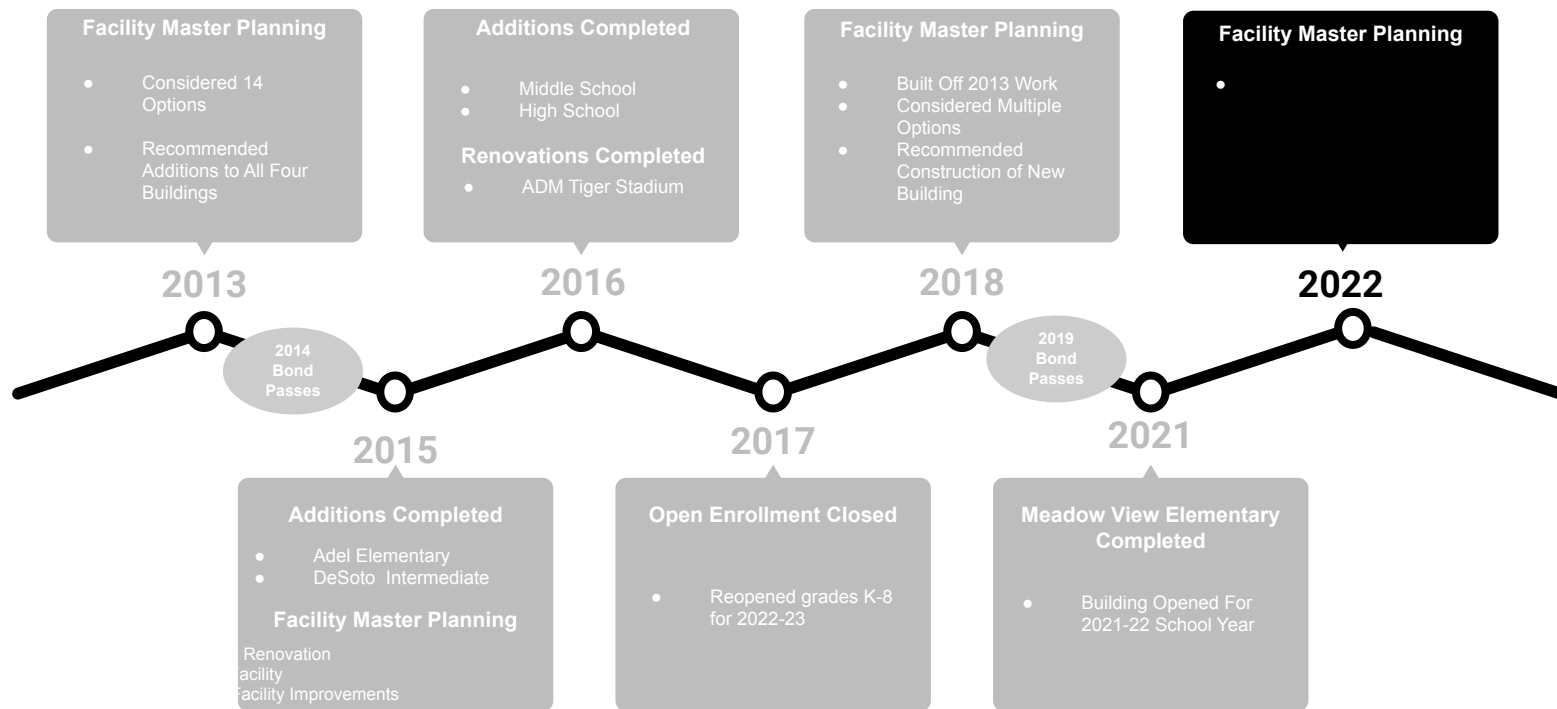 Facility Master Planning
● Considered 14
Options
● Recommended
Additions to All Four
Buildings
2013
Additions Completed
● Middle School
● High School
Renovations Completed
● ADM Tiger Stadium
2016
Facility Master Planning
● Built Off 2013 Work
● Considered Multiple
Options
● Recommended
Construction of New
Building
2018
Facility Master Planning
●
2022
2014
Bond
Passes
2019
Bond
Passes
2015
Additions Completed
● Adel Elementary
● DeSoto Intermediate
Facility Master Planning
Renovation
Facility Improvements
2017
Open Enrollment Closed
● Reopened grades K-8
for 2022-23
2021
Meadow View Elementary
Completed
● Building Opened For
2021-22 School Year